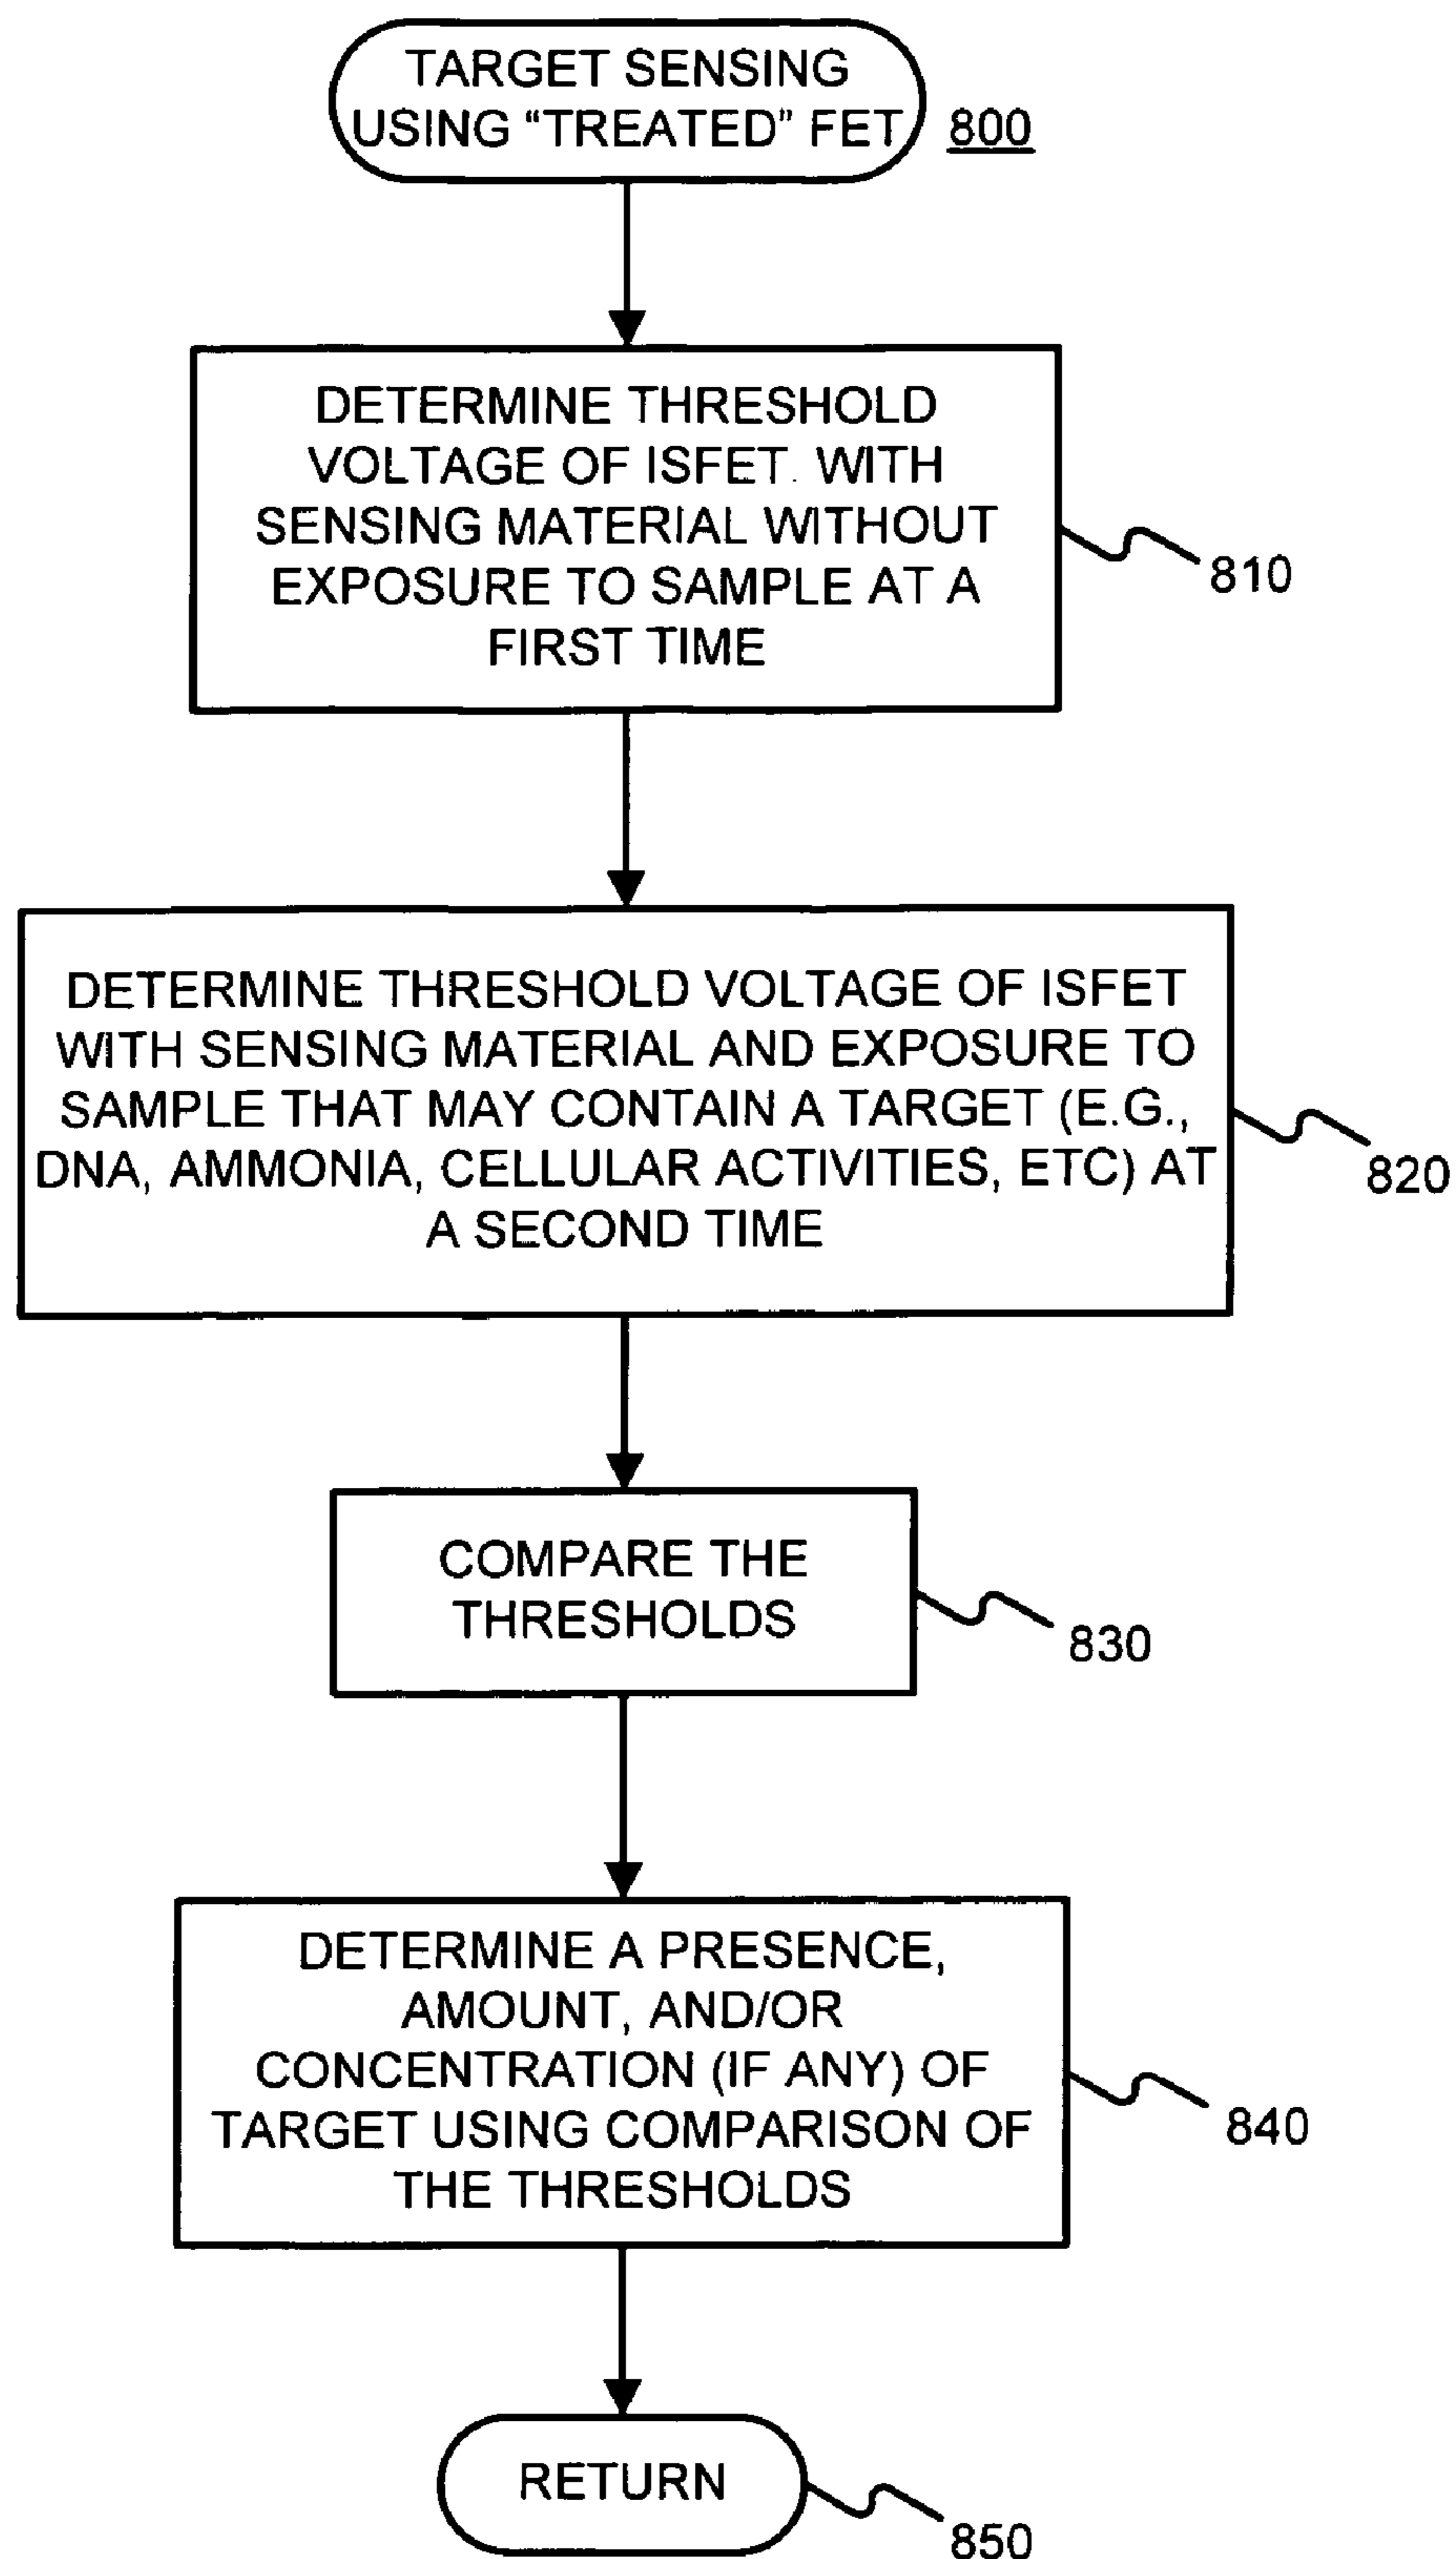 TARGET SENSING
USING “TREATED” FET
800
DETERMINE THRESHOLD
VOLTAGE OF ISFET. WITH
SENSING MATERIAL WITHOUT
EXPOSURE TO SAMPLE AT A
FIRST TIME
810
DETERMINE THRESHOLD VOLTAGE OF ISFET
WITH SENSING MATERIAL AND EXPOSURE TO
SAMPLE THAT MAY CONTAIN A TARGET (E.G.,
DNA, AMMONIA, CELLULAR ACTIVITIES, ETC) AT
A SECOND TIME
820
COMPARE THE
THRESHOLDS
830
DETERMINE A PRESENCE,
AMOUNT, AND/OR
CONCENTRATION (IF ANY) OF
TARGET USING COMPARISON OF
THE THRESHOLDS
840
RETURN
850